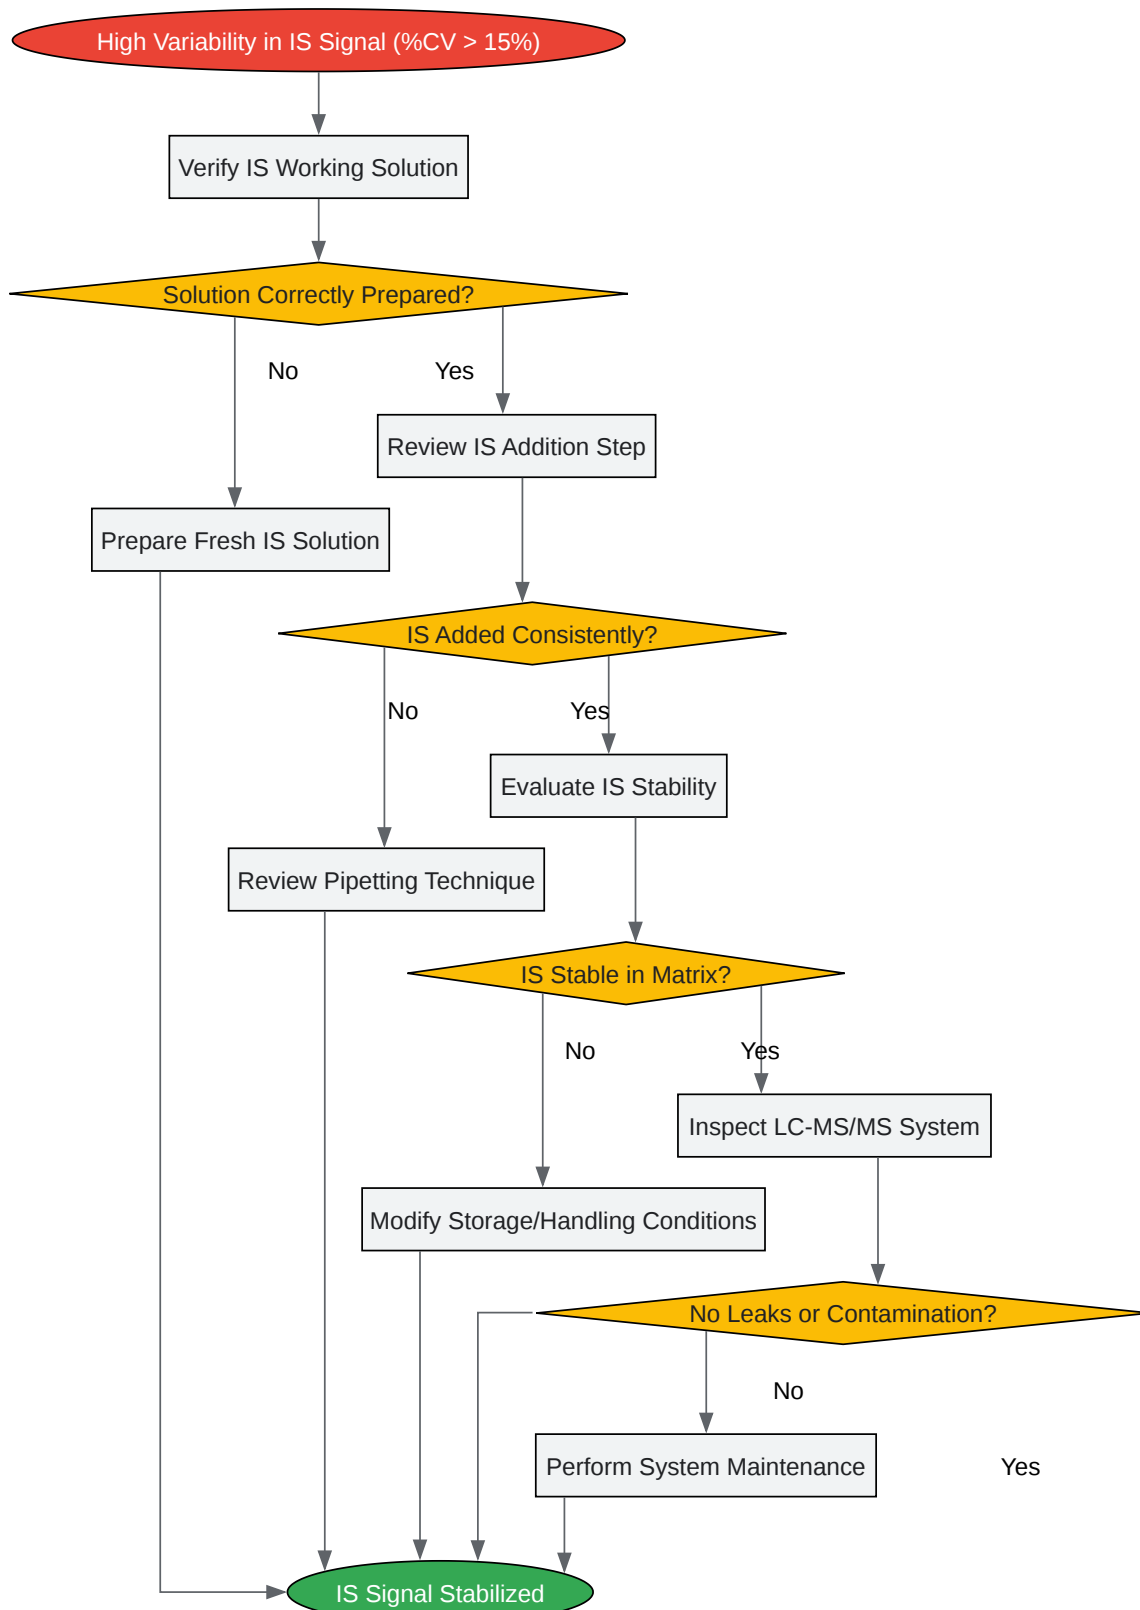 High Variability in IS Signal (%CV > 15%)
Verify IS Working Solution
Solution Correctly Prepared?
No
Yes
Review IS Addition Step
Prepare Fresh IS Solution
IS Added Consistently?
No
Yes
Evaluate IS Stability
Review Pipetting Technique
IS Stable in Matrix?
No
Yes
Inspect LC-MS/MS System
Modify Storage/Handling Conditions
No Leaks or Contamination?
No
Perform System Maintenance
Yes
IS Signal Stabilized